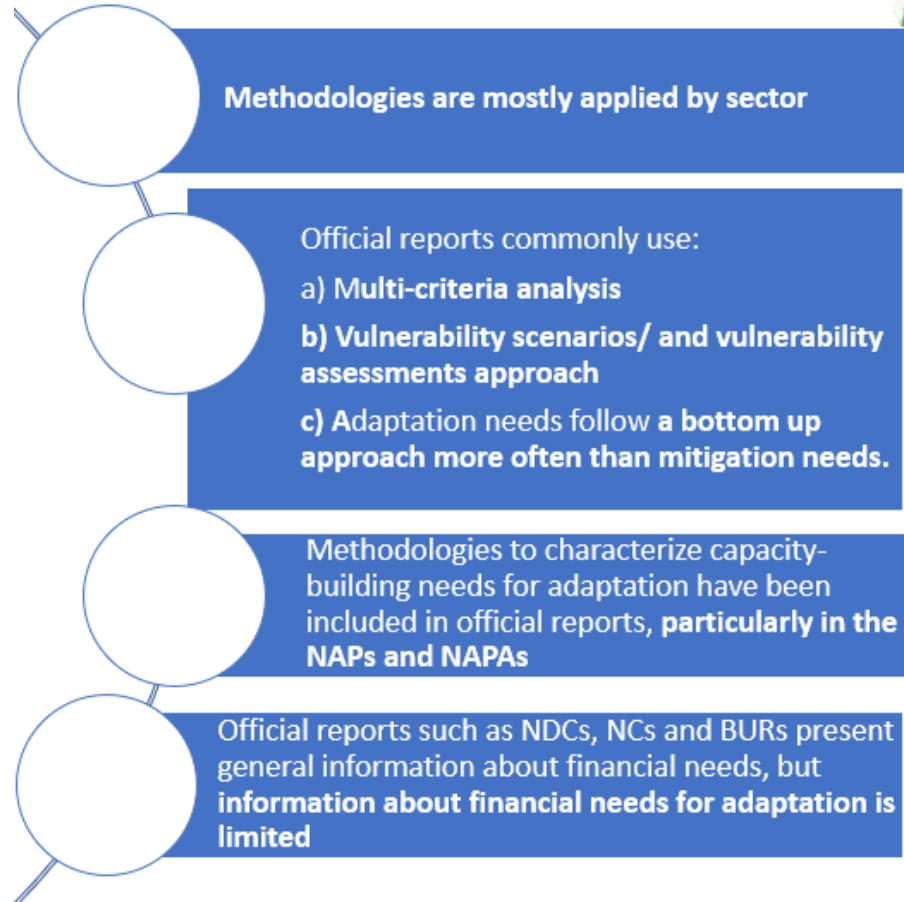 Methodologies are mostly applied by sector
Official reports commonly use:
a) Multi-criteria analysis
b) Vulnerability scenarios/ and vulnerability
assessments approach
c) Adaptation needs follow a bottom up
approach more often than mitigation needs.
Methodologies to characterize capacity-
building needs for adaptation have been
included in official reports, particularly in the
NAPs and NAPAs
Official reports such as NDCs, NCs and BURs present
general information about financial needs, but
information about financial needs for adaptation is
limited